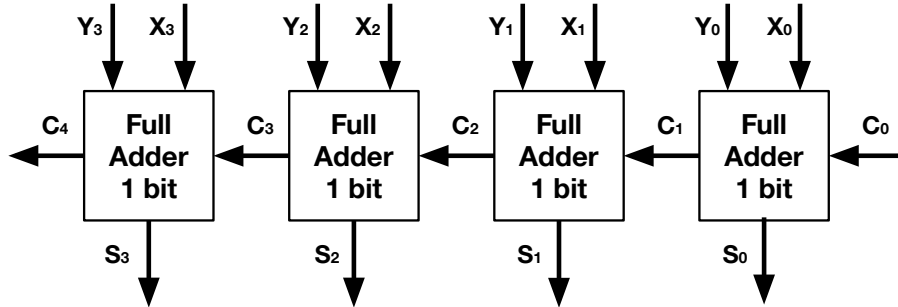 Y3 X3 Y2 X2 Y1 X1 Y0 X0
C4 Full Adder 1 bit C3 Full Adder 1 bit C2 Full Adder 1 bit C1 Full Adder 1 bit C0
S3 S2 S1 S0